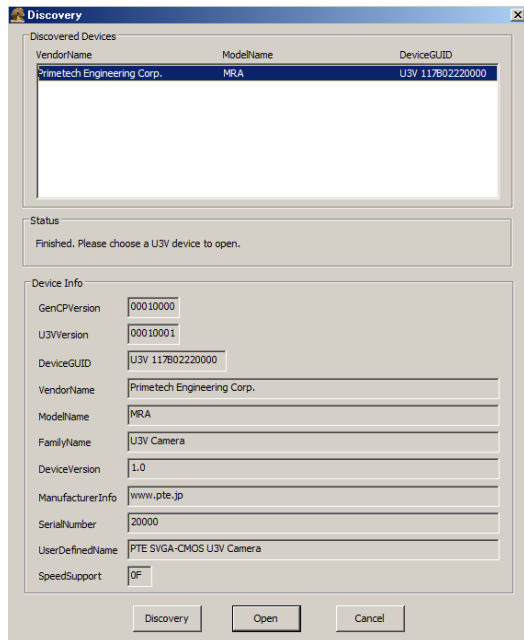 Discovery
Discovered Devices
VendorName ModelName DeviceGUID
Primetech Engineering Corp. MRA U3V 117B02220000
Status
Finished. Please choose a U3V device to open.
Device Info
GenCPVersion 00010000
U3VVersion 00010001
DeviceGUID U3V 117B02220000
VendorName Primetech Engineering Corp.
ModelName MRA
FamilyName U3V Camera
DeviceVersion 1.0
ManufacturerInfo www.pte.jp
SerialNumber 20000
UserDefinedName PTE SVGA-CMOS U3V Camera
SpeedSupport 0F
Discovery Open Cancel